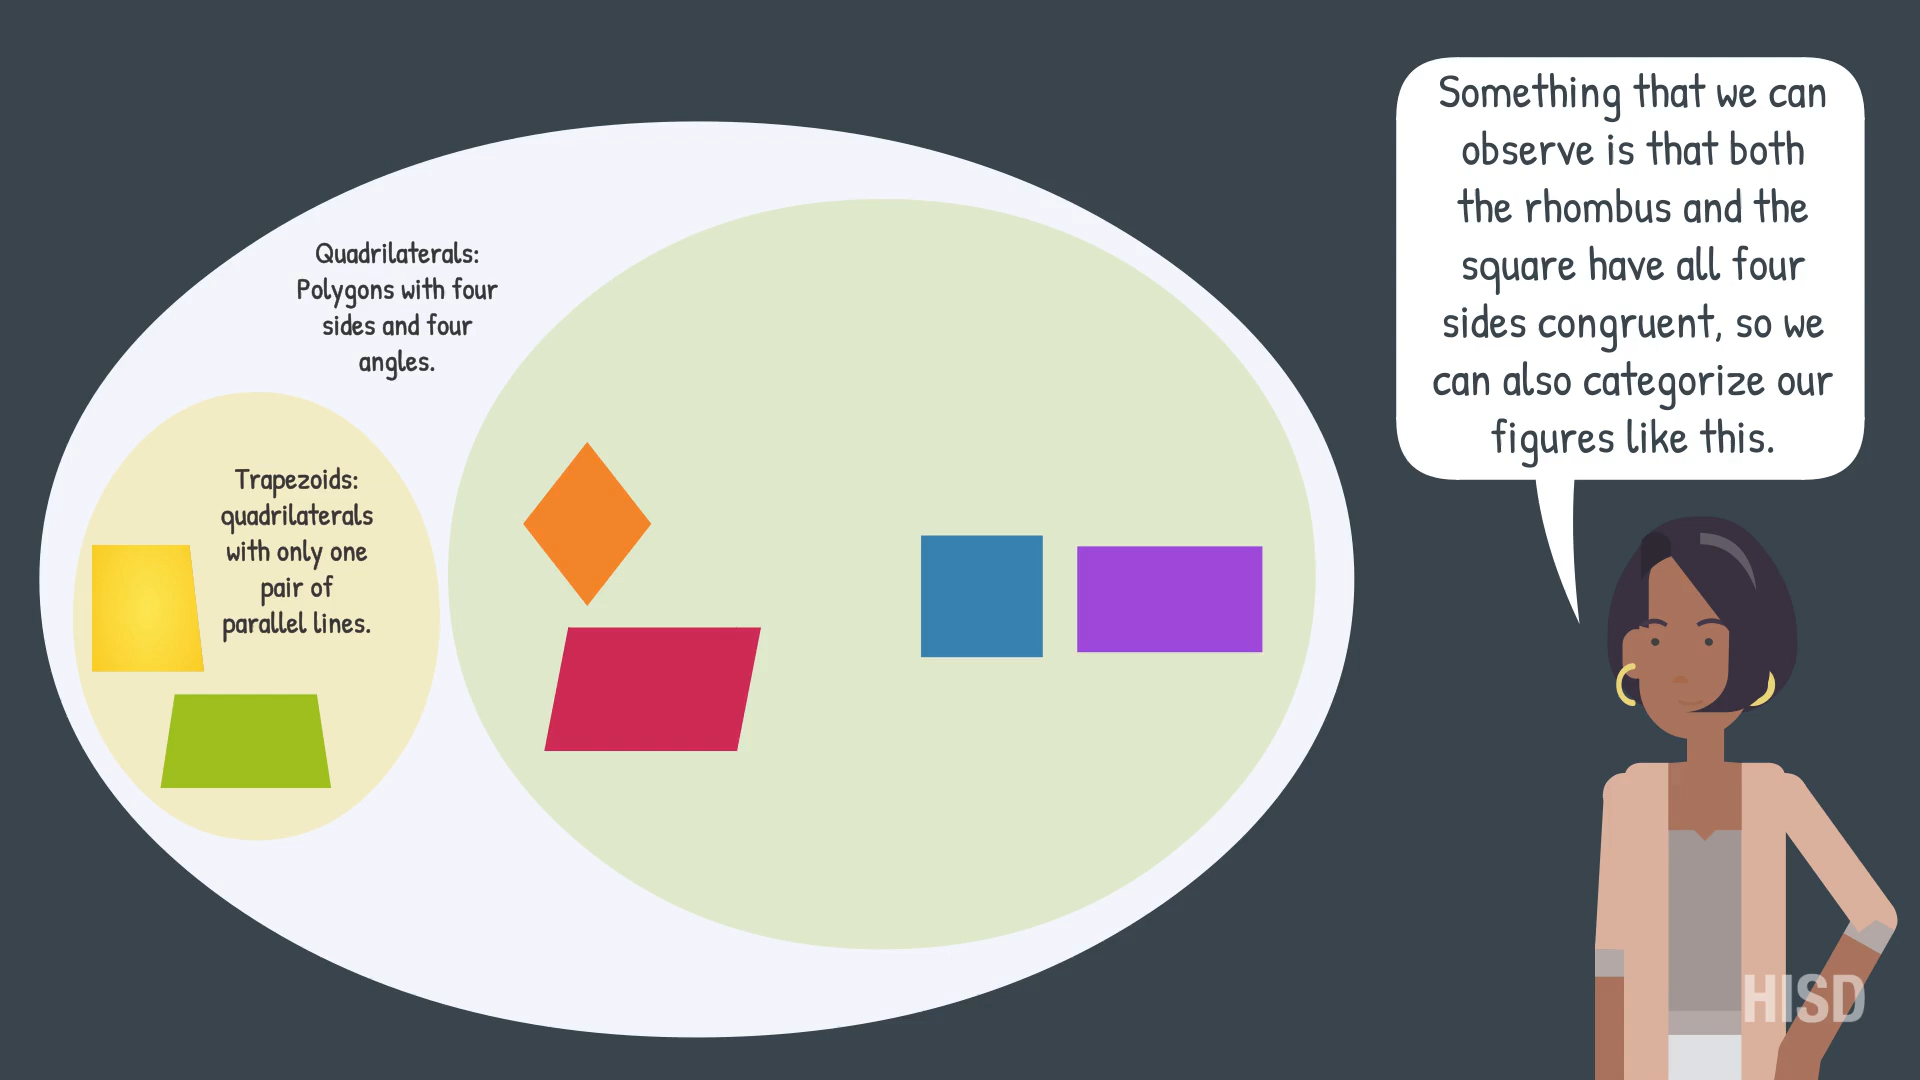 Quadrilaterals:
Polygons with four
sides and four
angles.
Trapezoids:
quadrilaterals
with only one
pair of
parallel lines.
Something that we can
observe is that both
the rhombus and the
square have all four
sides congruent, so we
can also categorize our
figures like this.
HISD